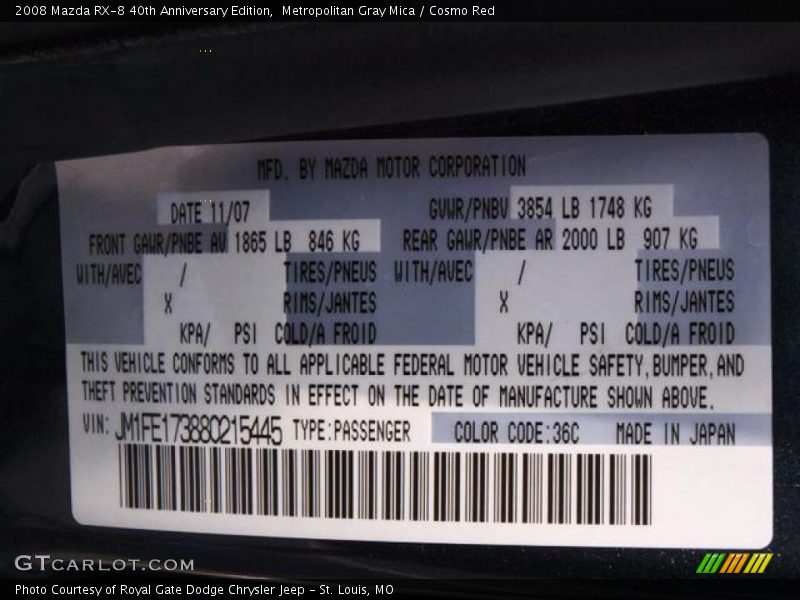 2008 Mazda RX-8 40th Anniversary Edition, Metropolitan Gray Mica / Cosmo Red
MFD. BY MAZDA MOTOR CORPORATION
DATE 11/07 GVWR/PNBV 3854 LB 1748 KG
FRONT GAWR/PNBE AV 1865 LB 846 KG REAR GAWR/PNBE AR 2000 LB 907 KG
WITH/AVEC / TIRES/PNEUS WITH/AVEC / TIRES/PNEUS
X RIMS/JANTES X RIMS/JANTES
KPA/ PSI COLD/A FROID KPA/ PSI COLD/A FROID
THIS VEHICLE CONFORMS TO ALL APPLICABLE FEDERAL MOTOR VEHICLE SAFETY,BUMPER,AND
THEFT PREVENTION STANDARDS IN EFFECT ON THE DATE OF MANUFACTURE SHOWN ABOVE.
VIN: JM1FE173880215445 TYPE:PASSENGER COLOR CODE:36C MADE IN JAPAN
GTCARLOT.COM
Photo Courtesy of Royal Gate Dodge Chrysler Jeep - St. Louis, MO